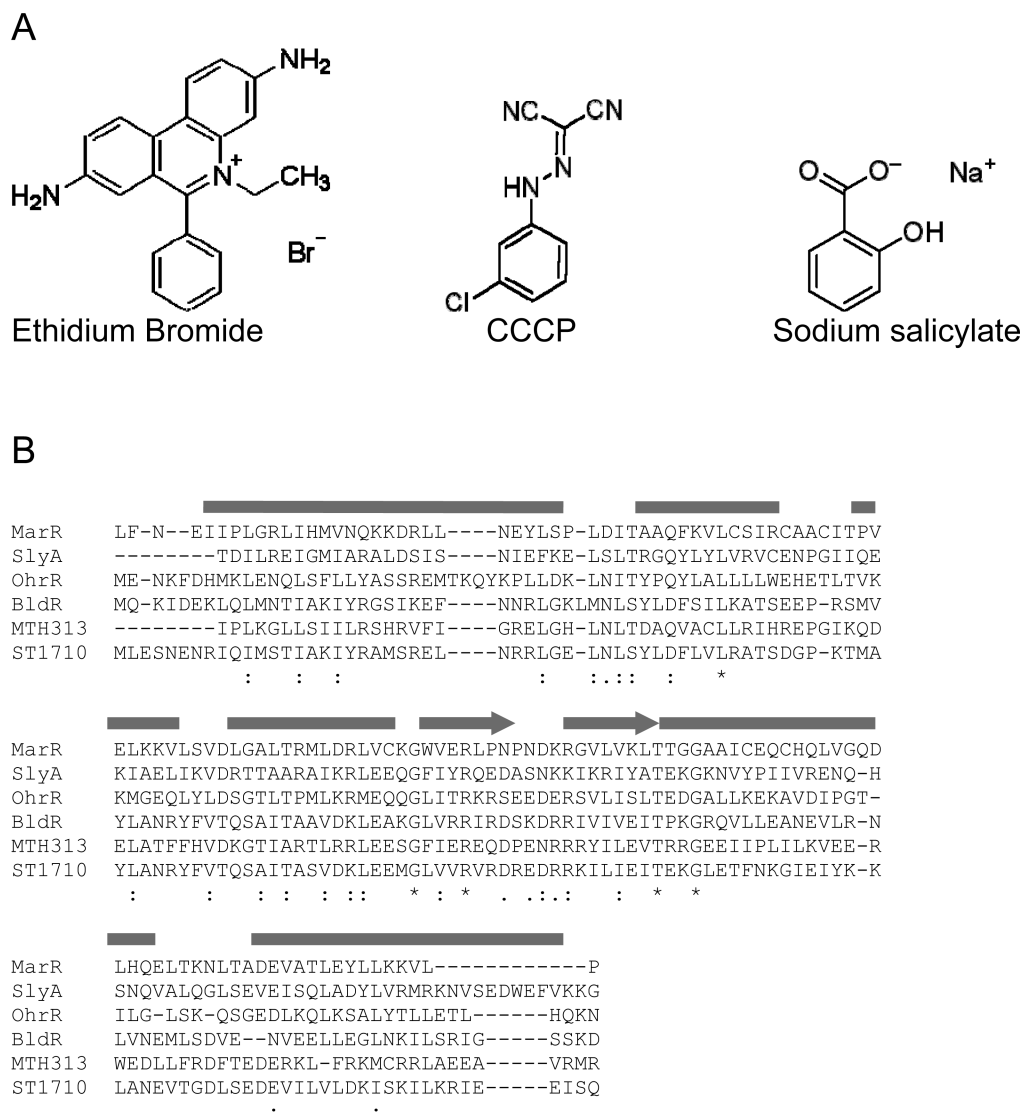 A
NH2
H2N
N+
CH3
Br−
Ethidium Bromide
NC CN
N
HN
Cl
CCCP
O O− Na+
OH
Sodium salicylate
B
MarR LF-N--EIIPLGRLIHMVNQKKDRLL----NEYLSP-LDITAAQFKVLCSIRCAACITPV
SlyA --------TDILREIGMIARALDSIS----NIEFKE-LSLTRGQYLYLVRVCENPGIIQE
OhrR ME-NKFDHMKLENQLSFLLYASSREMTKQYKPLLDK-LNITYPQYLALLLLWEHETLTVK
BldR MQ-KIDEKLQLMNTIAKIYRGSIKEF----NNRLGKLMNLSYLDFSILKATSEEP-RSMV
MTH313 --------IPLKGLLSIILRSHRVFI----GRELGH-LNLTDAQVACLLRIHREPGIKQD
ST1710 MLESNENRIQIMSTIAKIYRAMSREL----NRRLGE-LNLSYLDFLVLRATSDGP-KTMA
: : : : :.:: : *
MarR ELKKVLSVDLGALTRMLDRLVCKGWVERLPNPNDKRGVLVKLTTGGAAICEQCHQLVGQD
SlyA KIAELIKVDRTTAARAIKRLEEQGFIYRQEDASNKKIKRIYATEKGKNVYPIIVRENQ-H
OhrR KMGEQLYLDSGTLTPMLKRMEQQGLITRKRSEEDERSVLISLTEDGALLKEKAVDIPGT-
BldR YLANRYFVTQSAITAAVDKLEAKGLVRRIRDSKDRRIVIVEITPKGRQVLLEANEVLR-N
MTH313 ELATFFHVDKGTIARTLRRLEESGFIEREQDPENRRRYILEVTRRGEEIIPLILKVEE-R
ST1710 YLANRYFVTQSAITASVDKLEEMGLVVRVRDREDRRKILIEITEKGLETFNKGIEIYK-K
: : : : : :: * : * . .:.: : * *
MarR LHQELTKNLTADEVATLEYLLKKVL------------P
SlyA SNQVALQGLSEVEISQLADYLVRMRKNVSEDWEFVKKG
OhrR ILG-LSK-QSGEDLKQLKSALYTLLETL------HQKN
BldR LVNEMLSDVE--NVEELLEGLNKILSRIG-----SSKD
MTH313 WEDLLFRDFTEDERKL-FRKMCRRLAEEA-----VRMR
ST1710 LANEVTGDLSEDEVILVLDKISKILKRIE-----EISQ
. .